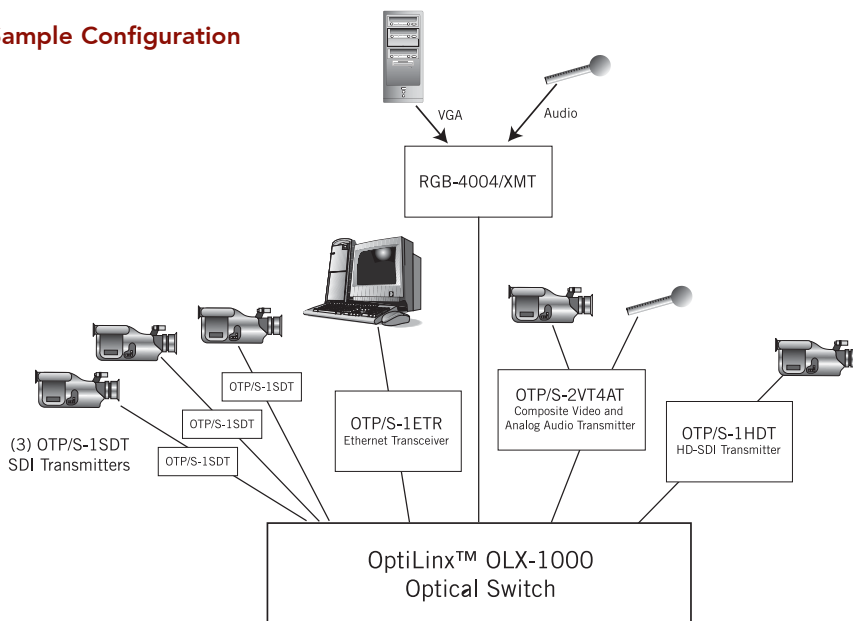 Sample Configuration
VGA
Audio
RGB-4004/XMT
OTP/S-1SDT
OTP/S-1SDT
OTP/S-1SDT
(3) OTP/S-1SDT
SDI Transmitters
OTP/S-1ETR
Ethernet Transceiver
OTP/S-2VT4AT
Composite Video and
Analog Audio Transmitter
OTP/S-1HDT
HD-SDI Transmitter
OptiLinx™ OLX-1000
Optical Switch